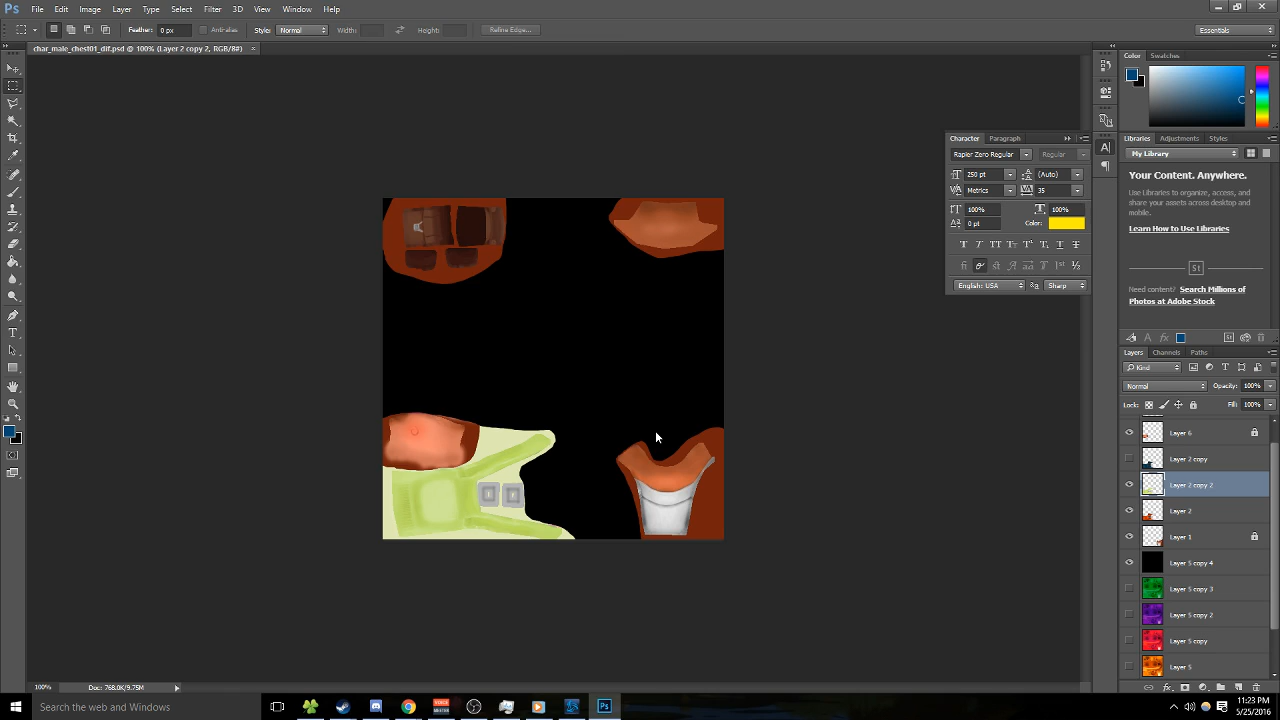 Ps File Edit Image Layer Type Select Filter 3D View Window Help
Feather: 0 px Anti-alias Style: Normal Width: Height: Refine Edge... Essentials
char_male_chest01_dif.psd @ 100% (Layer 2 copy 2, RGB/8#) ×
Color Swatches
Character Paragraph
Rapier Zero Regular Regular
250 pt (Auto)
Metrics 35
100% 100%
0 pt Color:
English: USA Sharp
Libraries Adjustments Styles
My Library
Your Content. Anywhere.
Use Libraries to organize, access, and
share your assets across desktop and
mobile.
Learn How to Use Libraries
St
Need content? Search Millions of
Photos at Adobe Stock
Layers Channels Paths
Kind
Normal Opacity: 100%
Lock: Fill: 100%
Layer 6
Layer 2 copy
Layer 2 copy 2
Layer 2
Layer 1
Layer 5 copy 4
Layer 5 copy 3
Layer 5 copy 2
Layer 5 copy
Layer 5
100% Doc: 768.0K/9.75M
Search the web and Windows
11:23 PM
5/25/2016